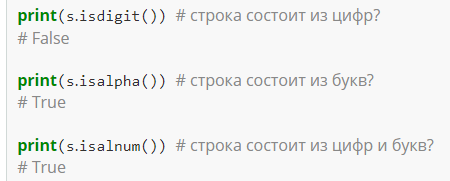 print(s.isdigit()) # строка состоит из цифр?
# False
print(s.isalpha()) # строка состоит из букв?
# True
print(s.isalnum()) # строка состоит из цифр и букв?
# True